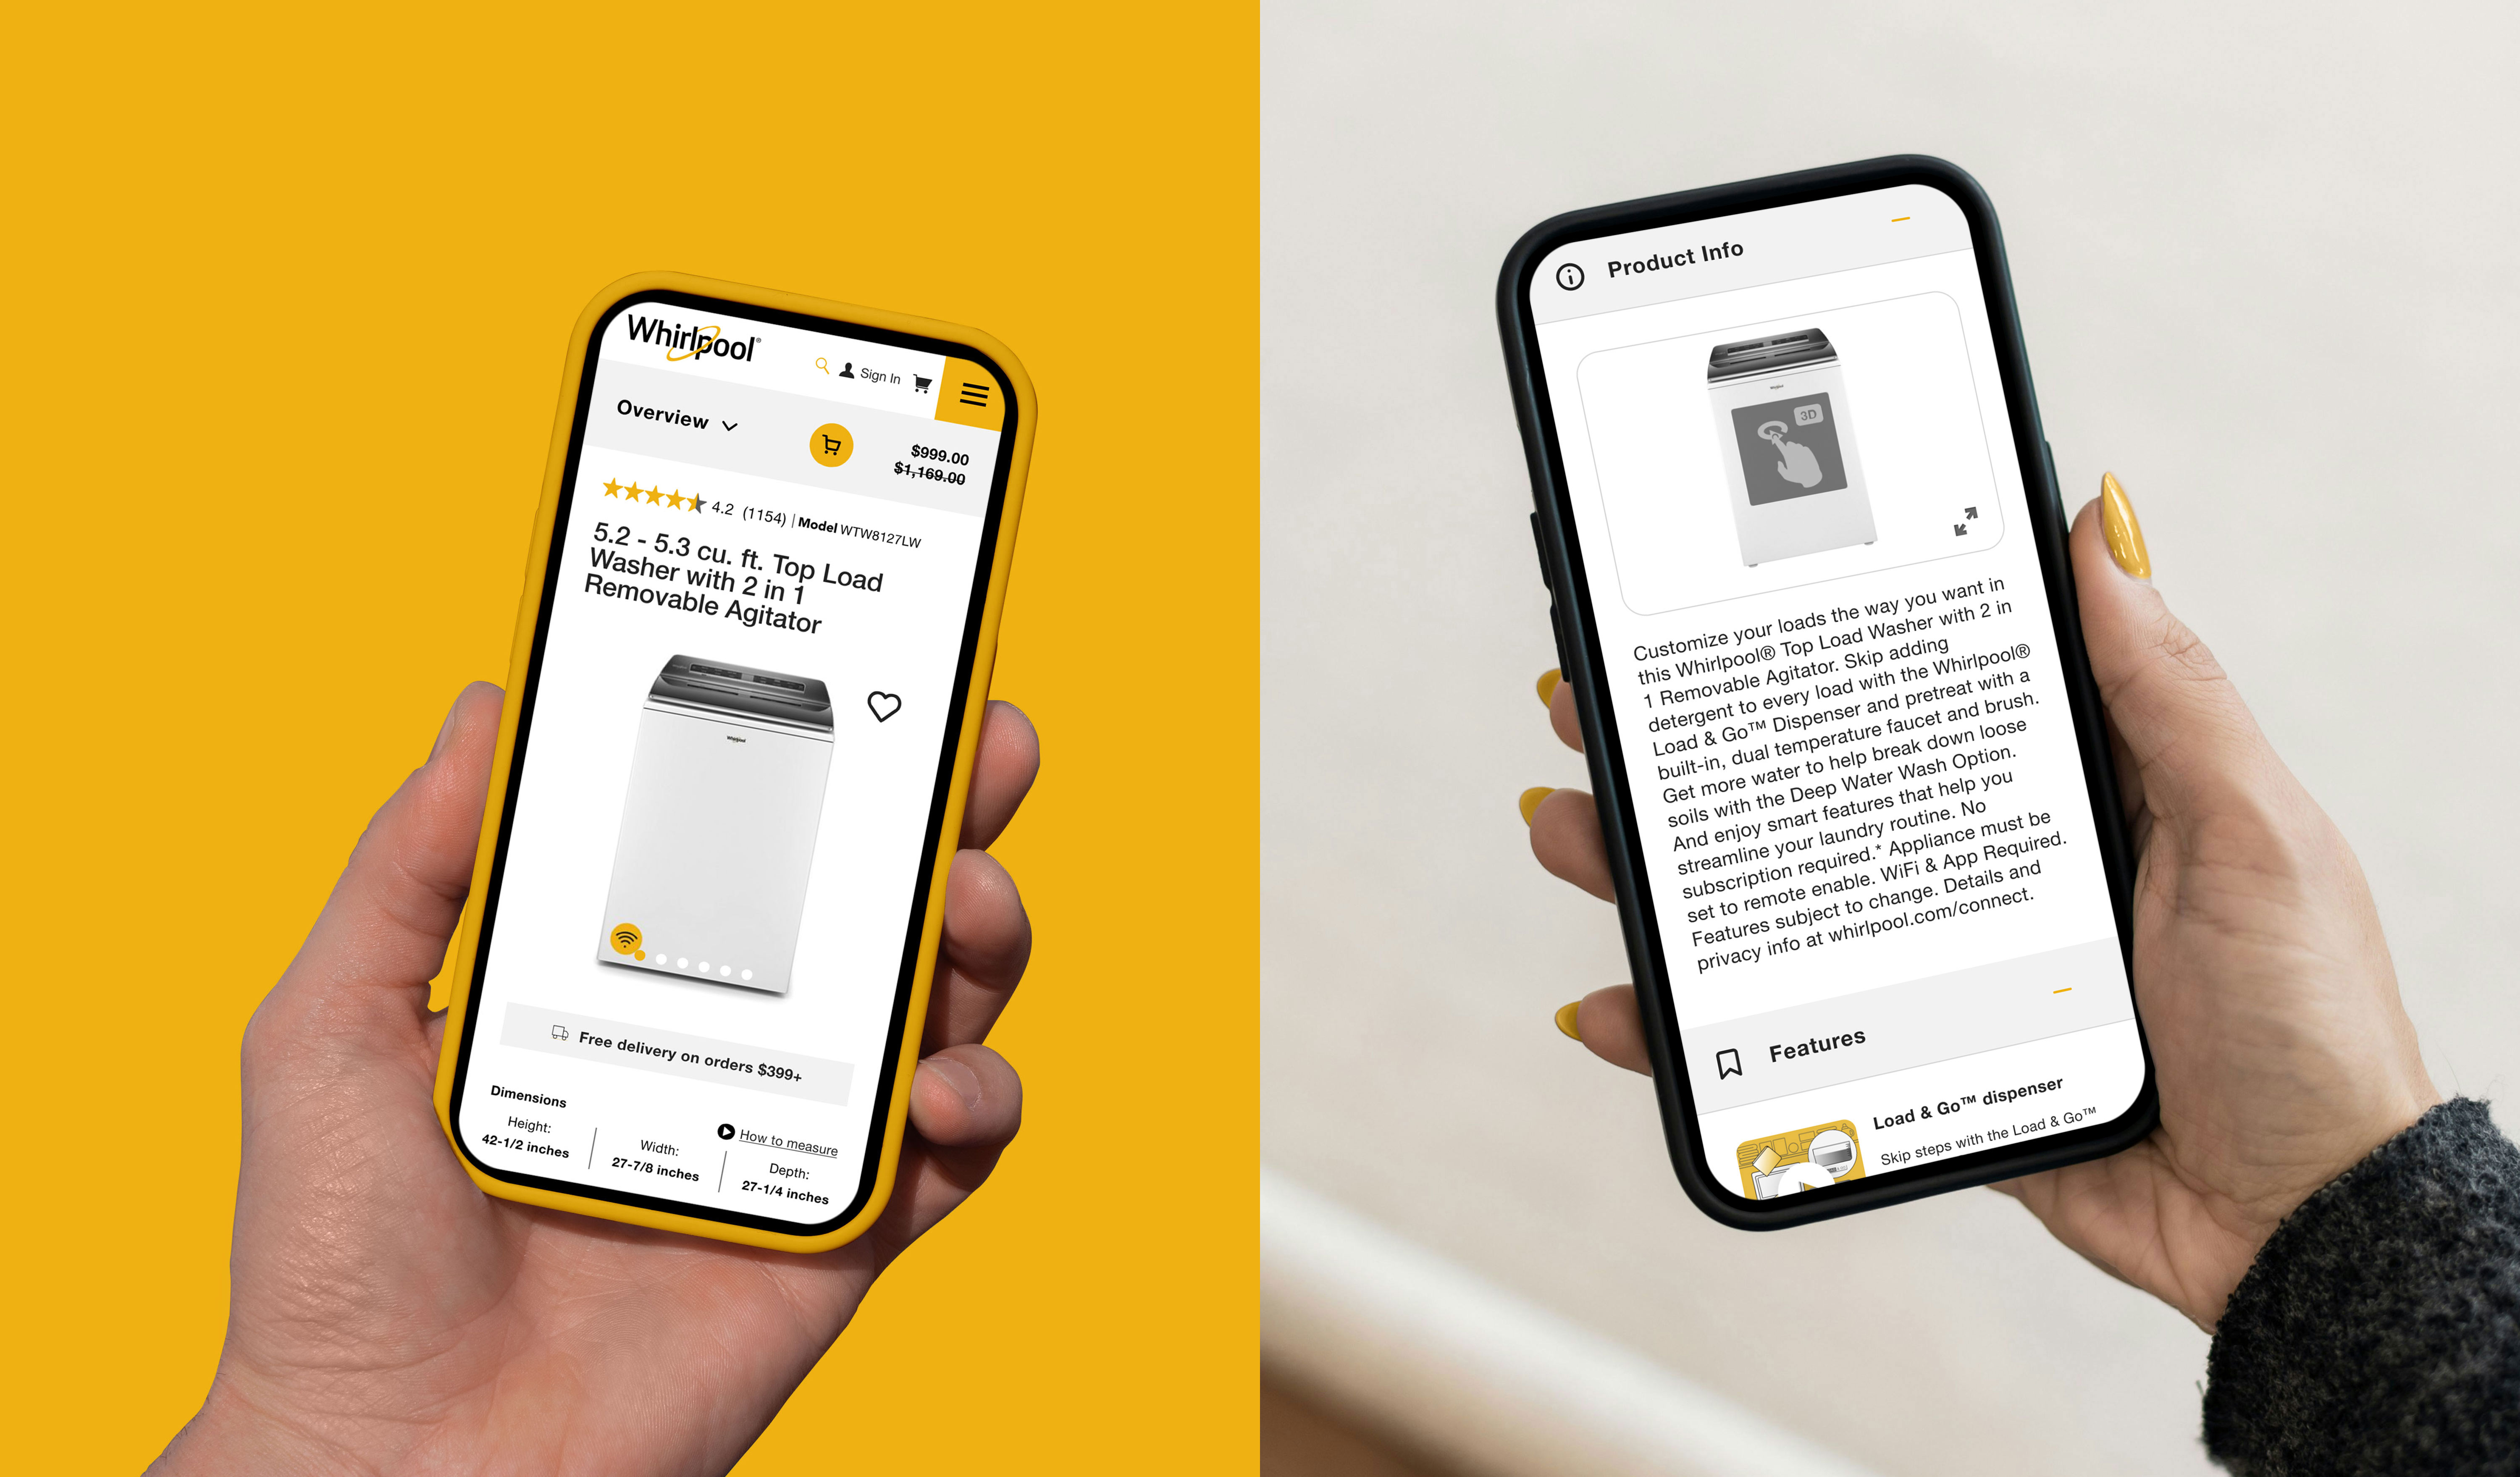 Whirlpool®
Sign In
Overview
$999.00
$1,169.00
4.2 (1154) | Model WTW8127LW
5.2 - 5.3 cu. ft. Top Load
Washer with 2 in 1
Removable Agitator
Whirlpool
Free delivery on orders $399+
Dimensions
How to measure
Height:
42-1/2 inches
Width:
27-7/8 inches
Depth:
27-1/4 inches
Product Info
Whirlpool
3D
Customize your loads the way you want in
this Whirlpool® Top Load Washer with 2 in
1 Removable Agitator. Skip adding
detergent to every load with the Whirlpool®
Load & Go™ Dispenser and pretreat with a
built-in, dual temperature faucet and brush.
Get more water to help break down loose
soils with the Deep Water Wash Option.
And enjoy smart features that help you
streamline your laundry routine. No
subscription required.* Appliance must be
set to remote enable. WiFi & App Required.
Features subject to change. Details and
privacy info at whirlpool.com/connect.
Features
Load & Go™ dispenser
Skip steps with the Load & Go™